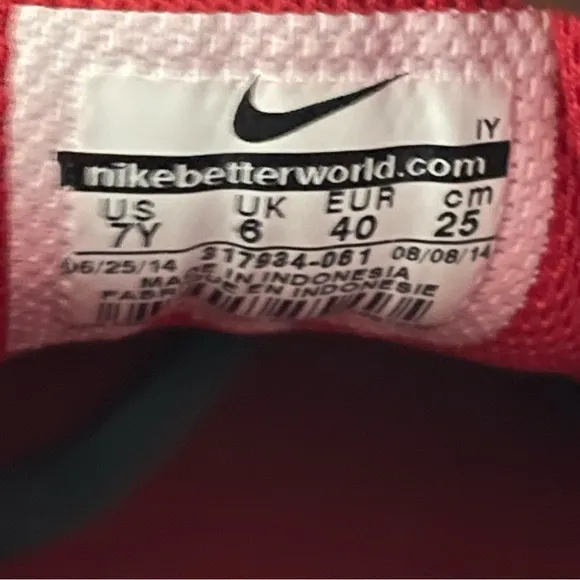 IY
nikebetterworld.com
US UK EUR cm
7Y 6 40 25
06/25/14 317934-061 08/08/14
MADE IN INDONESIA
FABRIQUE EN INDONESIE